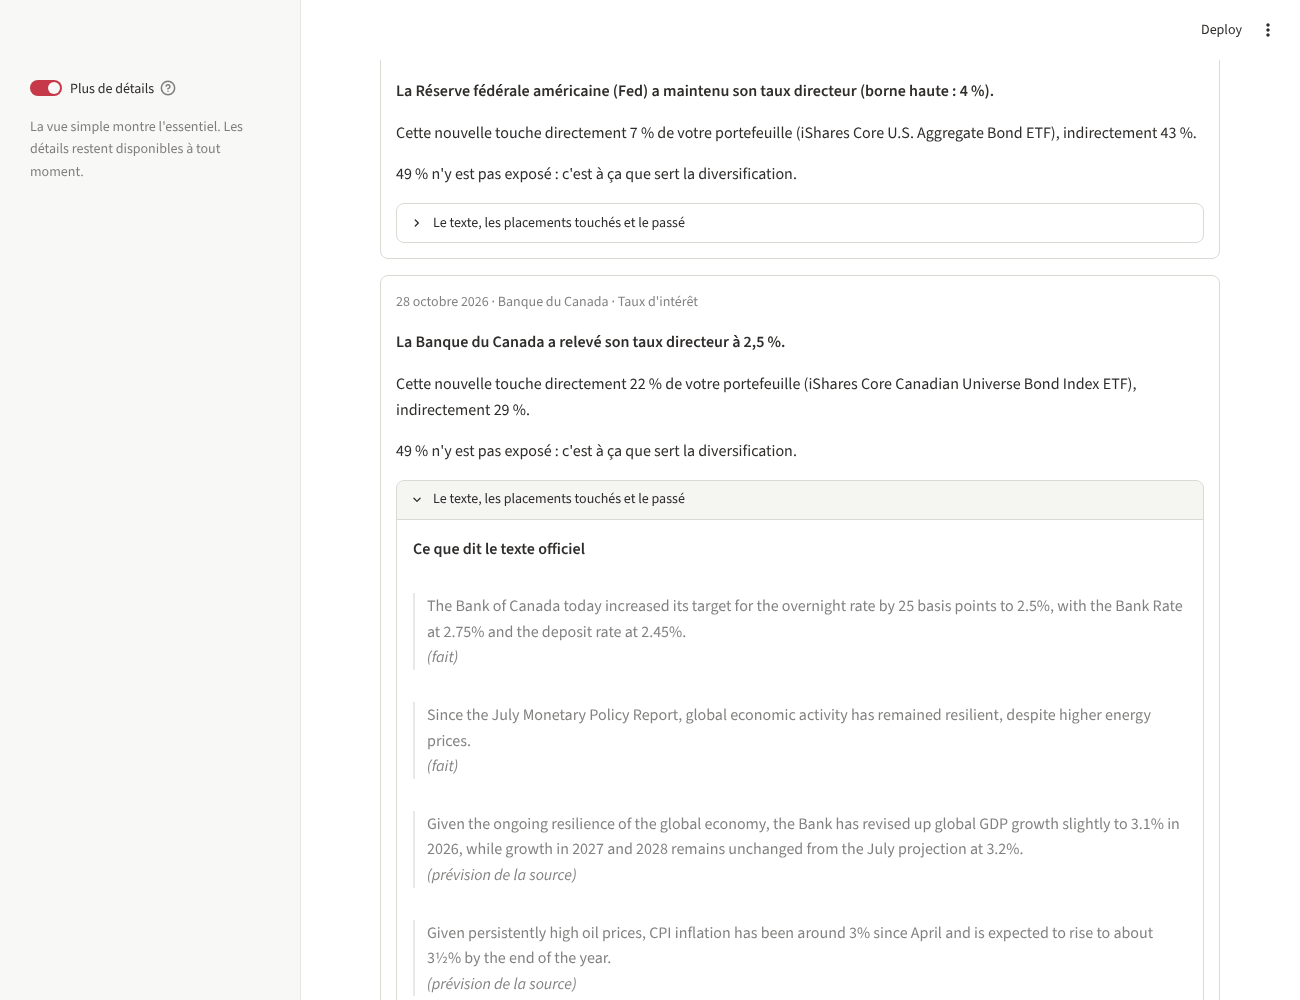 Deploy
Plus de détails
La vue simple montre l'essentiel. Les
détails restent disponibles à tout
moment.
La Réserve fédérale américaine (Fed) a maintenu son taux directeur (borne haute : 4 %).
Cette nouvelle touche directement 7 % de votre portefeuille (iShares Core U.S. Aggregate Bond ETF), indirectement 43 %.
49 % n'y est pas exposé : c'est à ça que sert la diversification.
Le texte, les placements touchés et le passé
28 octobre 2026 · Banque du Canada · Taux d'intérêt
La Banque du Canada a relevé son taux directeur à 2,5 %.
Cette nouvelle touche directement 22 % de votre portefeuille (iShares Core Canadian Universe Bond Index ETF),
indirectement 29 %.
49 % n'y est pas exposé : c'est à ça que sert la diversification.
Le texte, les placements touchés et le passé
Ce que dit le texte officiel
The Bank of Canada today increased its target for the overnight rate by 25 basis points to 2.5%, with the Bank Rate
at 2.75% and the deposit rate at 2.45%.
(fait)
Since the July Monetary Policy Report, global economic activity has remained resilient, despite higher energy
prices.
(fait)
Given the ongoing resilience of the global economy, the Bank has revised up global GDP growth slightly to 3.1% in
2026, while growth in 2027 and 2028 remains unchanged from the July projection at 3.2%.
(prévision de la source)
Given persistently high oil prices, CPI inflation has been around 3% since April and is expected to rise to about
3½% by the end of the year.
(prévision de la source)